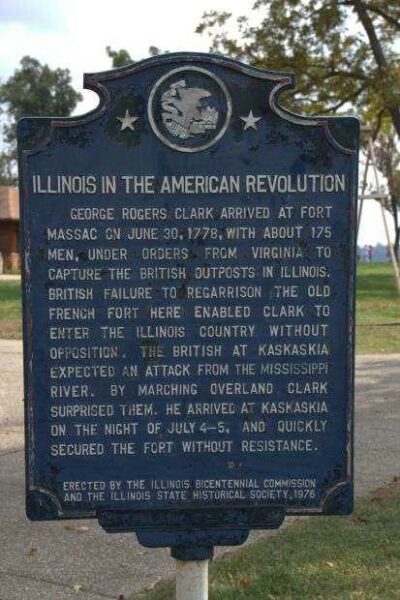 ILLINOIS IN THE AMERICAN REVOLUTION
GEORGE ROGERS CLARK ARRIVED AT FORT
MASSAC ON JUNE 30, 1778, WITH ABOUT 175
MEN, UNDER ORDERS FROM VIRGINIA TO
CAPTURE THE BRITISH OUTPOSTS IN ILLINOIS.
BRITISH FAILURE TO REGARRISON THE OLD
FRENCH FORT HERE ENABLED CLARK TO
ENTER THE ILLINOIS COUNTRY WITHOUT
OPPOSITION. THE BRITISH AT KASKASKIA
EXPECTED AN ATTACK FROM THE MISSISSIPPI
RIVER. BY MARCHING OVERLAND CLARK
SURPRISED THEM. HE ARRIVED AT KASKASKIA
ON THE NIGHT OF JULY 4-5, AND QUICKLY
SECURED THE FORT WITHOUT RESISTANCE.
ERECTED BY THE ILLINOIS BICENTENNIAL COMMISSION
AND THE ILLINOIS STATE HISTORICAL SOCIETY, 1976